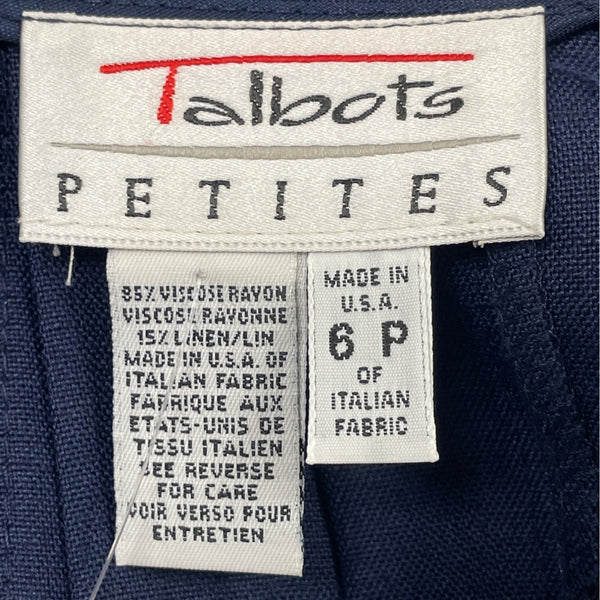 Talbots
PETITES
85% VISCOSE RAYON
VISCOSE RAYONNE
15% LINEN/LIN
MADE IN U.S.A. OF
ITALIAN FABRIC
FABRIQUE AUX
ETATS-UNIS DE
TISSU ITALIEN
SEE REVERSE
FOR CARE
VOIR VERSO POUR
ENTRETIEN
MADE IN
U.S.A.
6 P
OF
ITALIAN
FABRIC